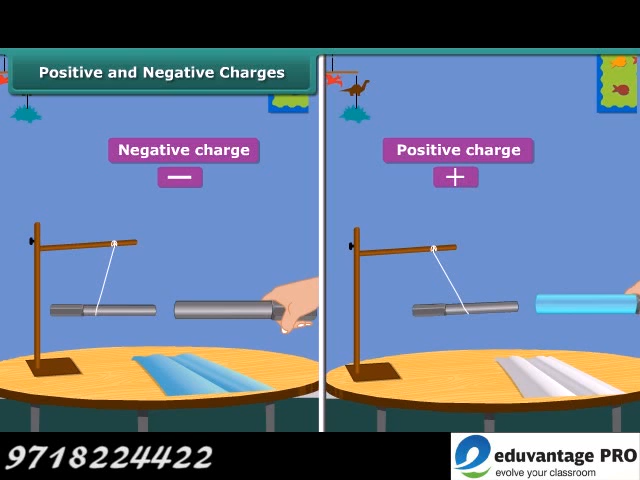 Positive and Negative Charges
Negative charge
Positive charge
−
+
9718224422
eduvantage PRO
evolve your classroom